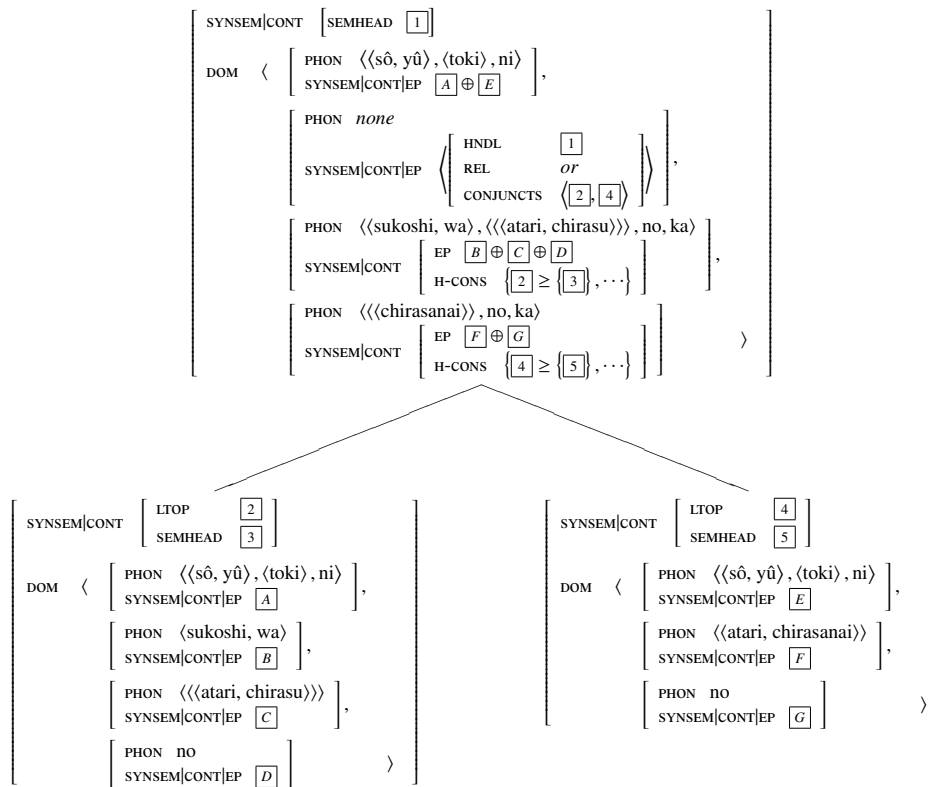 SYNSEM|CONT [SEMHEAD [1]]
DOM ⟨ [PHON ⟨⟨sô, yû⟩, ⟨toki⟩, ni⟩
SYNSEM|CONT|EP [A] ⊕ [E]],
[PHON none
SYNSEM|CONT|EP ⟨[HNDL [1]
REL or
CONJUNCTS ⟨[2], [4]⟩]⟩],
[PHON ⟨⟨sukoshi, wa⟩, ⟨⟨⟨atari, chirasu⟩⟩⟩, no, ka⟩
SYNSEM|CONT [EP [B] ⊕ [C] ⊕ [D]
H-CONS {[2] ≥ {[3]}, ···}]],
[PHON ⟨⟨⟨chirasanai⟩⟩, no, ka⟩
SYNSEM|CONT [EP [F] ⊕ [G]
H-CONS {[4] ≥ {[5]}, ···}]] ⟩
SYNSEM|CONT [LTOP [2]
SEMHEAD [3]]
DOM ⟨ [PHON ⟨⟨sô, yû⟩, ⟨toki⟩, ni⟩
SYNSEM|CONT|EP [A]],
[PHON ⟨sukoshi, wa⟩
SYNSEM|CONT|EP [B]],
[PHON ⟨⟨⟨atari, chirasu⟩⟩⟩
SYNSEM|CONT|EP [C]],
[PHON no
SYNSEM|CONT|EP [D]] ⟩
SYNSEM|CONT [LTOP [4]
SEMHEAD [5]]
DOM ⟨ [PHON ⟨⟨sô, yû⟩, ⟨toki⟩, ni⟩
SYNSEM|CONT|EP [E]],
[PHON ⟨⟨atari, chirasanai⟩⟩
SYNSEM|CONT|EP [F]],
[PHON no
SYNSEM|CONT|EP [G]] ⟩